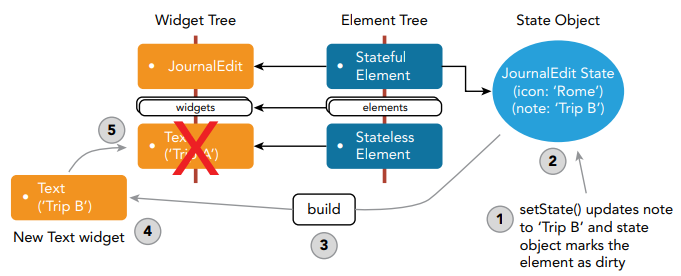 Widget Tree
Element Tree
State Object
• JournalEdit
• Stateful
Element
JournalEdit State
(icon: ‘Rome’)
(note: ‘Trip B’)
widgets
elements
5
• Text
(‘Trip A’)
• Stateless
Element
2
• Text
(‘Trip B’)
4
New Text widget
build
3
1
setState() updates note
to ‘Trip B’ and state
object marks the
element as dirty